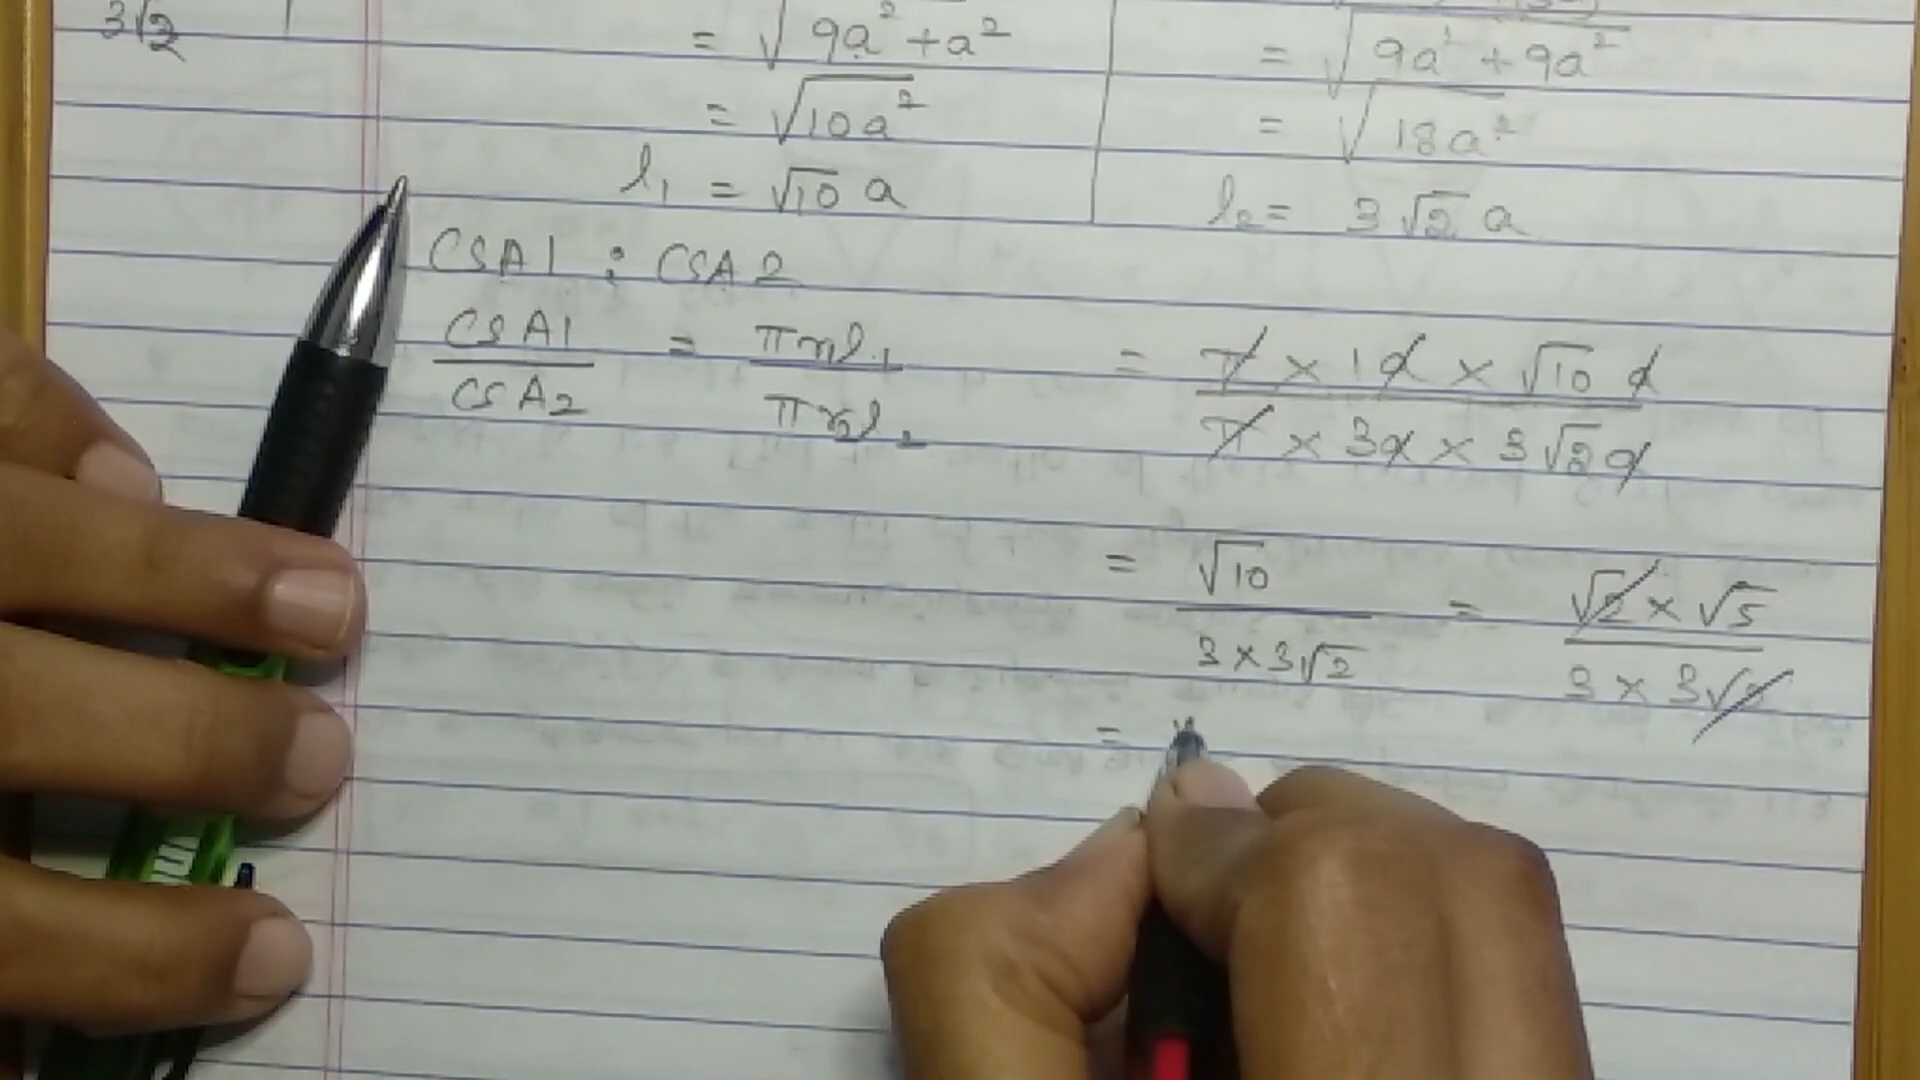 3√2
= √9a² + a²
= √10a²
l₁ = √10 a
= √9a² + 9a²
= √18a²
l₂ = 3√2 a
CSA1 : CSA2
CSA1 / CSA2 = πr₁l₁ / πr₂l₂ = π × 1a × √10 a / π × 3a × 3√2 a
= √10 / 3 × 3√2 = √2 × √5 / 3 × 3√2
=